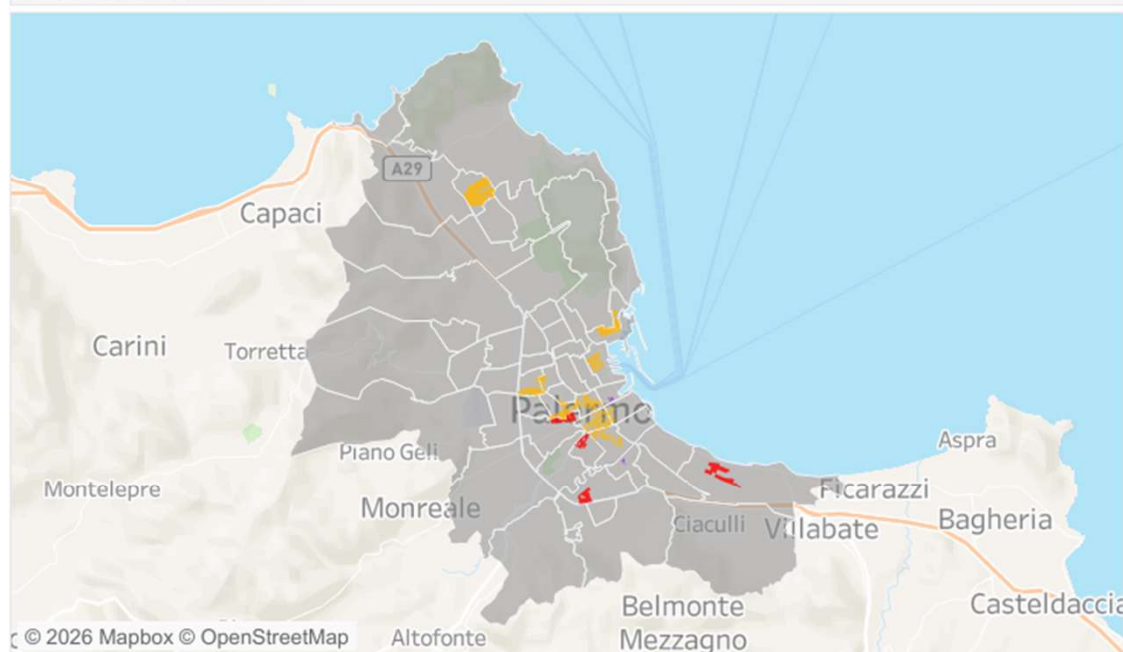 A29
Capaci
Carini
Torretta
Palermo
Piano Geli
Aspra
Montelepre
Monreale
Ficarazzi
Ciaculli
Villabate
Bagheria
Belmonte
Mezzagno
Casteldaccia
© 2026 Mapbox © OpenStreetMap
Altofonte